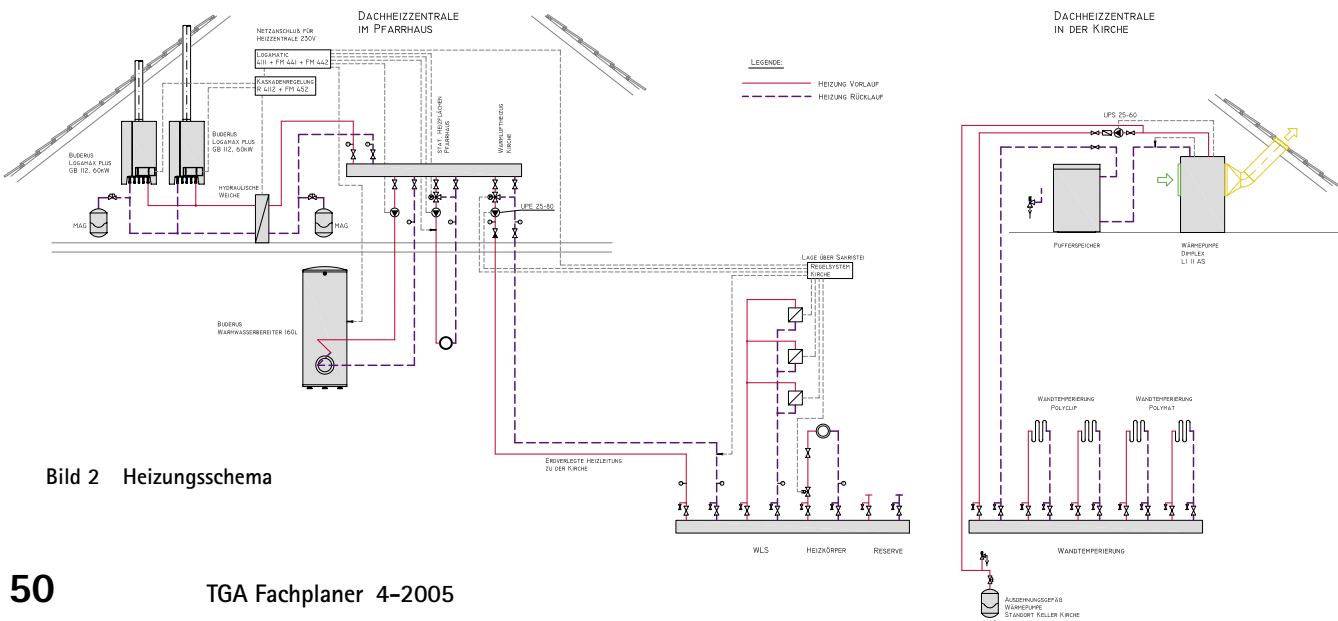 DACHHEIZZENTRALE
IM PFARRHAUS
DACHHEIZZENTRALE
IN DER KIRCHE
NETZANSCHLUß FÜR
HEIZZENTRALE 230V
LOGAMATIC
4111 + FM 441 + FM 442
KASKADENREGELUNG
R 4112 + FM 452
LEGENDE:
HEIZUNG VORLAUF
HEIZUNG RÜCKLAUF
STAT. HEIZFLÄCHEN
PFARRHAUS
WARMLUFTHEIZUG
KIRCHE
UPS 25-60
BUDERUS
LOGAMAX PLUS
GB 112, 60KW
BUDERUS
LOGAMAX PLUS
GB 112, 60KW
HYDRAULISCHE
WEICHE
MAG
MAG
UPE 25-80
PUFFERSPEICHER
WÄRMEPUMPE
DIMPLEX
LI 11 AS
LAGE ÜBER SAKRISTEI
REGELSYSTEM
KIRCHE
BUDERUS
WARMWASSERBEREITER 160L
WANDTEMPERIERUNG
POLYCLIP
WANDTEMPERIERUNG
POLYMAT
ERDVERLEGTE HEIZLEITUNG
ZU DER KIRCHE
Bild 2 Heizungsschema
WLS
HEIZKÖRPER
RESERVE
WANDTEMPERIERUNG
AUSDEHNUNGSGEFÄß
WÄRMEPUMPE
STANDORT KELLER KIRCHE
50
TGA Fachplaner 4-2005